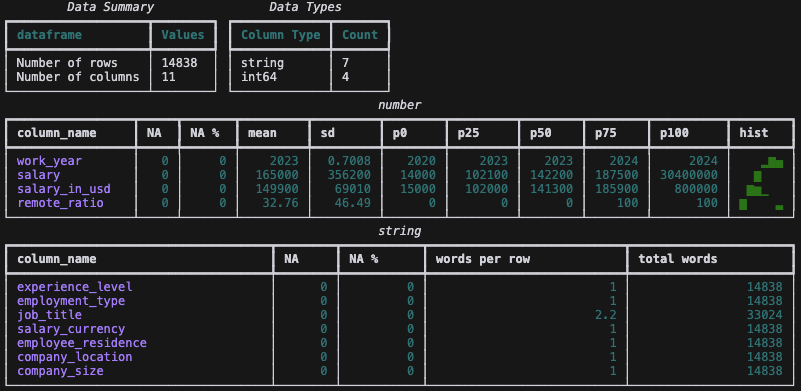 Data Summary Data Types
dataframe Values Column Type Count
Number of rows 14838 string 7
Number of columns 11 int64 4
number
column_name NA NA % mean sd p0 p25 p50 p75 p100 hist
work_year 0 0 2023 0.7008 2020 2023 2023 2024 2024
salary 0 0 165000 356200 14000 102100 142200 187500 30400000
salary_in_usd 0 0 149900 69010 15000 102000 141300 185900 800000
remote_ratio 0 0 32.76 46.49 0 0 0 100 100
string
column_name NA NA % words per row total words
experience_level 0 0 1 14838
employment_type 0 0 1 14838
job_title 0 0 2.2 33024
salary_currency 0 0 1 14838
employee_residence 0 0 1 14838
company_location 0 0 1 14838
company_size 0 0 1 14838